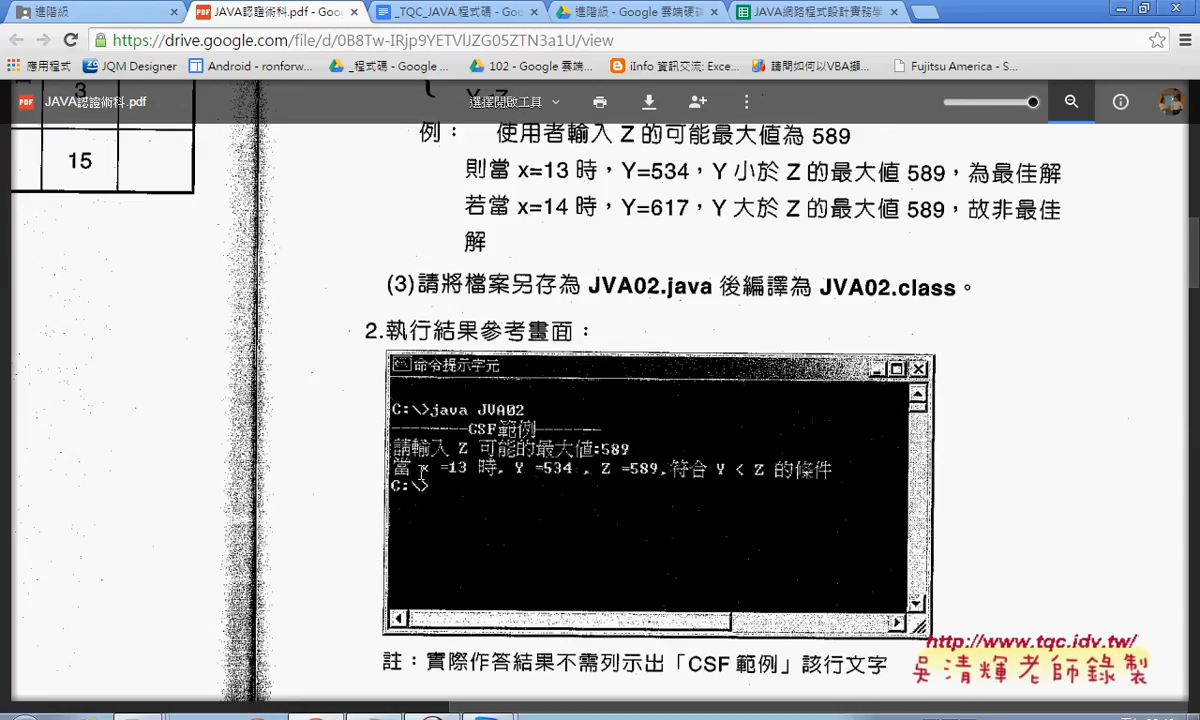 進階級
JAVA認證術科.pdf - Goo
_TQC_JAVA.程式碼 - Goo
進階級 - Google 雲端硬碟
JAVA網路程式設計實務學
https://drive.google.com/file/d/0B8Tw-IRjp9YETVlJZG05ZTN3a1U/view
應用程式
JQM Designer
Android - ronforw...
_程式碼 - Google ...
102 - Google 雲端...
iInfo 資訊交流: Exce...
請問如何以VBA擷...
Fujitsu America - S...
JAVA認證術科.pdf
選擇開啟工具
3
15
例： 使用者輸入 Z 的可能最大值為 589
則當 x=13 時，Y=534，Y 小於 Z 的最大值 589，為最佳解
若當 x=14 時，Y=617，Y 大於 Z 的最大值 589，故非最佳
解
(3)請將檔案另存為 JVA02.java 後編譯為 JVA02.class。
2.執行結果參考畫面：
命令提示字元
C:\>java JVA02
--------CSF範例-------
請輸入 Z 可能的最大值:589
當 x =13 時, Y =534 , Z =589,符合 Y < Z 的條件
C:\>
http://www.tqc.idv.tw/
註：實際作答結果不需列示出「CSF 範例」該行文字
吳清輝老師錄製